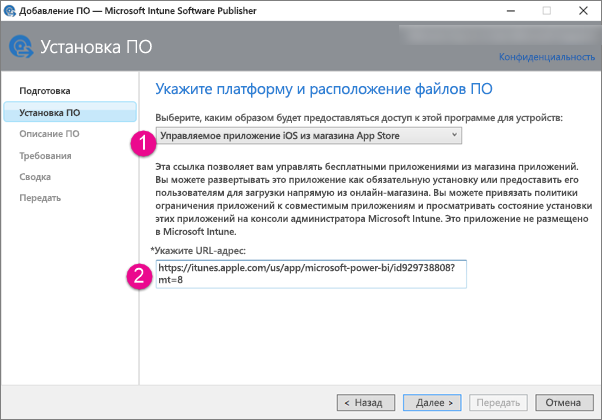 Добавление ПО — Microsoft Intune Software Publisher
Установка ПО
Конфиденциальность
Подготовка
Установка ПО
Описание ПО
Требования
Сводка
Передать
Укажите платформу и расположение файлов ПО
Выберите, каким образом будет предоставляться доступ к этой программе для устройств:
1
Управляемое приложение iOS из магазина App Store
Эта ссылка позволяет вам управлять бесплатными приложениями из магазина приложений.
Вы можете развертывать это приложение как обязательную установку или предоставить его
пользователям для загрузки напрямую из онлайн-магазина. Вы можете привязать политики
ограничения приложений к совместимым приложениям и просматривать состояние установки
этих приложений на консоли администратора Microsoft Intune. Это приложение не размещено
в Microsoft Intune.
*Укажите URL-адрес:
2
https://itunes.apple.com/us/app/microsoft-power-bi/id929738808?
mt=8
< Назад
Далее >
Передать
Отмена